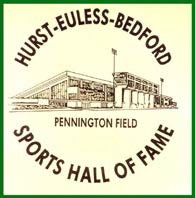 HURST-EULESS-BEDFORD
PENNINGTON FIELD
SPORTS HALL OF FAME